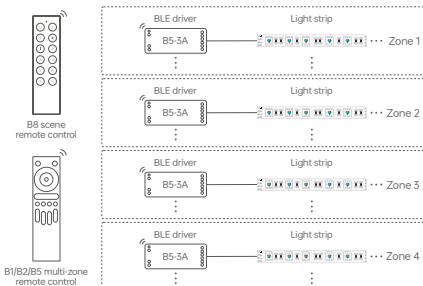 BLE driver
Light strip
B5-3A
Zone 1
BLE driver
Light strip
B5-3A
Zone 2
B8 scene
remote control
BLE driver
Light strip
B5-3A
Zone 3
BLE driver
Light strip
B5-3A
Zone 4
B1/B2/B5 multi-zone
remote control